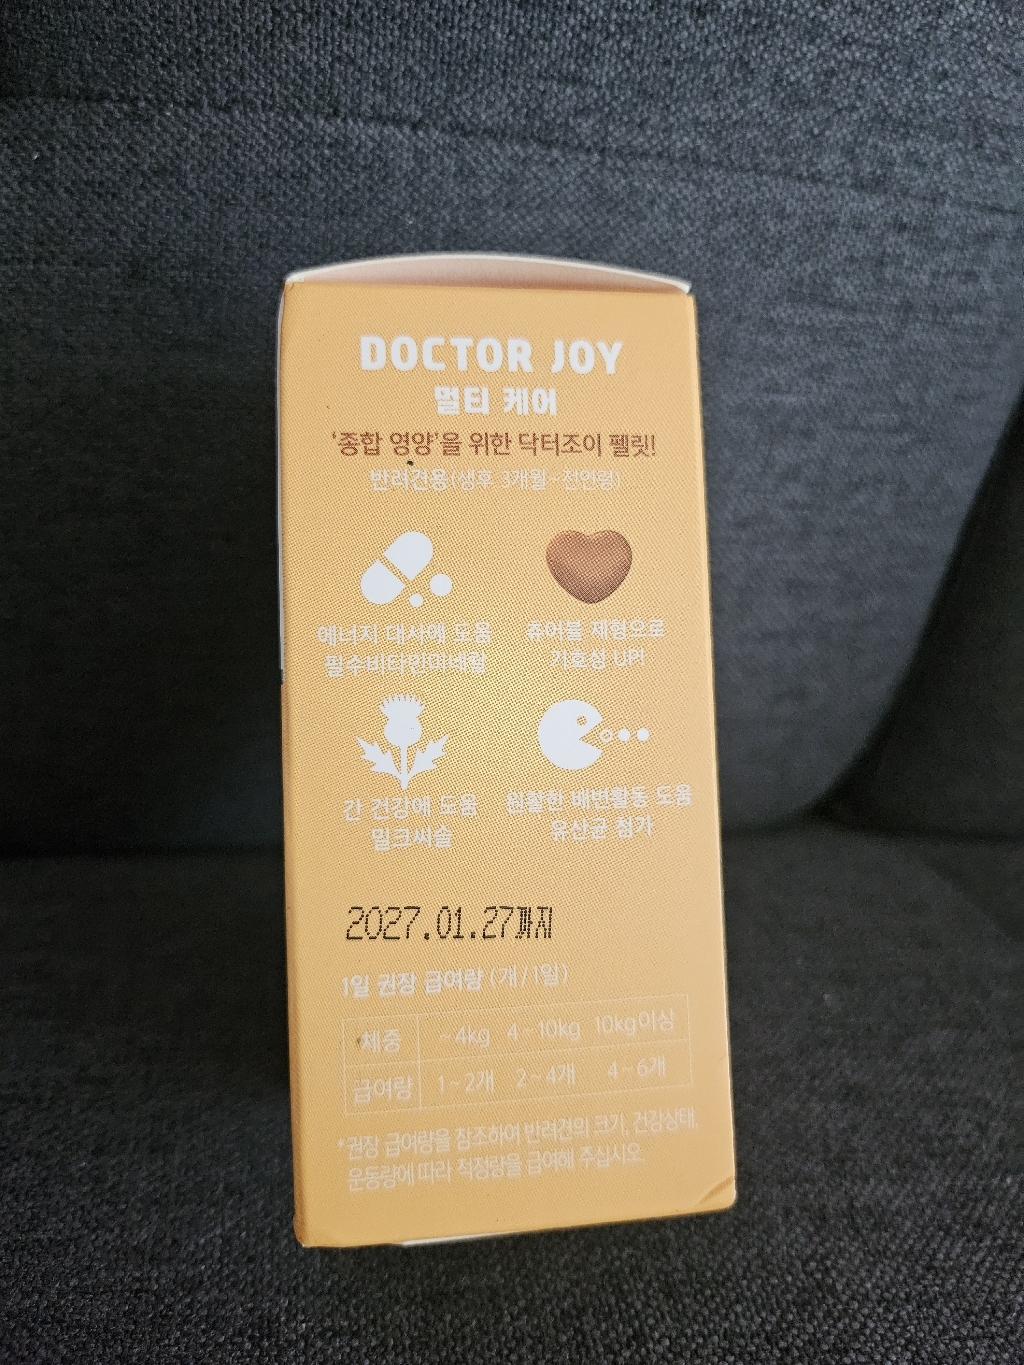 DOCTOR JOY
멀티 케어
‘종합 영양’을 위한 닥터조이 펠릿!
반려견용(생후 3개월~전연령)
에너지 대사에 도움
필수비타민미네랄
츄어블 제형으로
기호성 UP!
간 건강에 도움
밀크씨슬
원활한 배변활동 도움
유산균 첨가
2027.01.27까지
1일 권장 급여량 (개/1일)
체중 ~4kg 4~10kg 10kg이상
급여량 1~2개 2~4개 4~6개
*권장 급여량을 참조하여 반려견의 크기, 건강상태,
운동량에 따라 적정량을 급여해 주십시오.